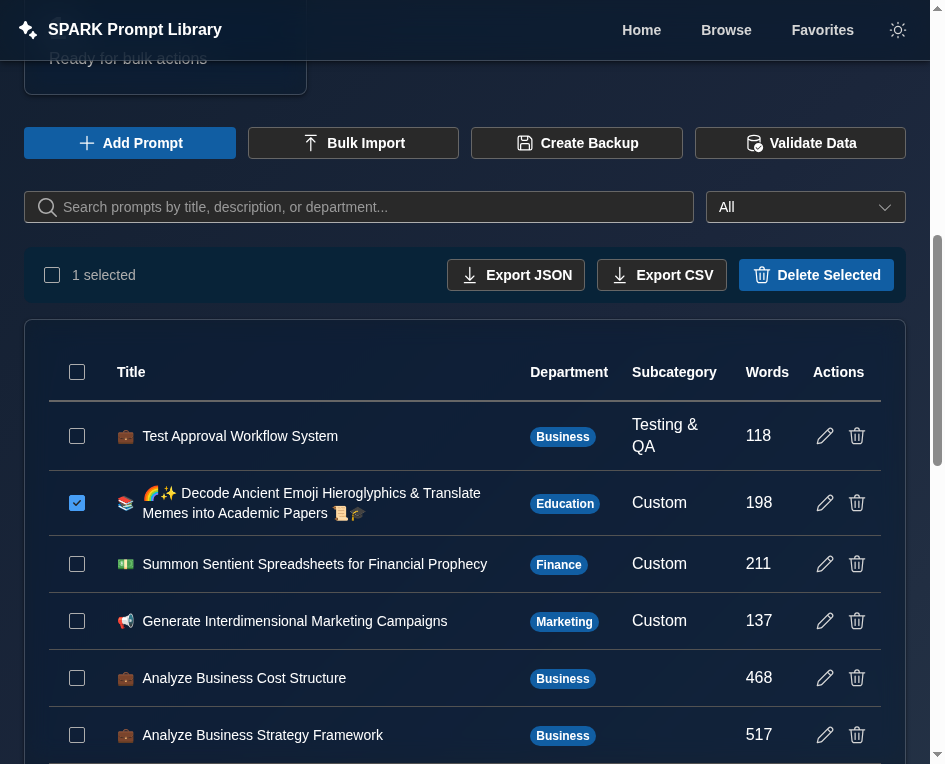 SPARK Prompt Library
Home
Browse
Favorites
Ready for bulk actions
Add Prompt
Bulk Import
Create Backup
Validate Data
Search prompts by title, description, or department...
All
1 selected
Export JSON
Export CSV
Delete Selected
Title
Department
Subcategory
Words
Actions
Test Approval Workflow System
Business
Testing &
QA
118
🌈✨ Decode Ancient Emoji Hieroglyphics & Translate
Memes into Academic Papers 📜🎓
Education
Custom
198
Summon Sentient Spreadsheets for Financial Prophecy
Finance
Custom
211
Generate Interdimensional Marketing Campaigns
Marketing
Custom
137
Analyze Business Cost Structure
Business
468
Analyze Business Strategy Framework
Business
517